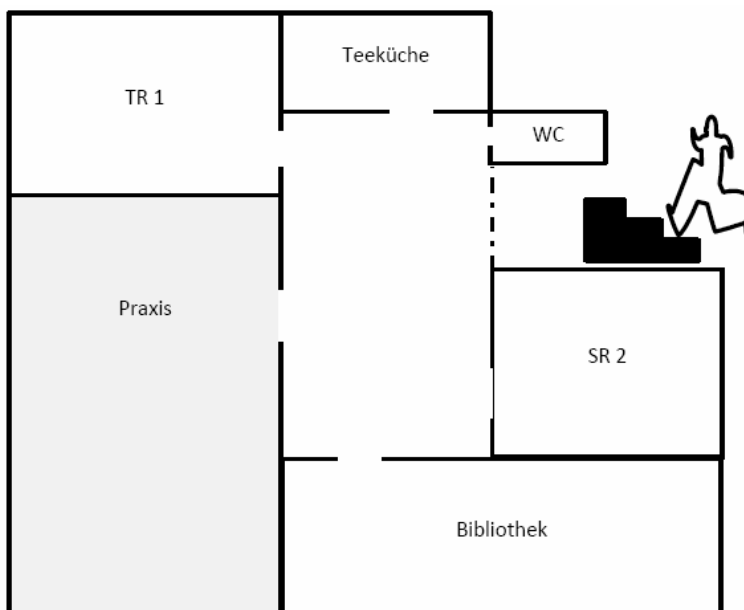 Teeküche
TR 1
WC
Praxis
SR 2
Bibliothek